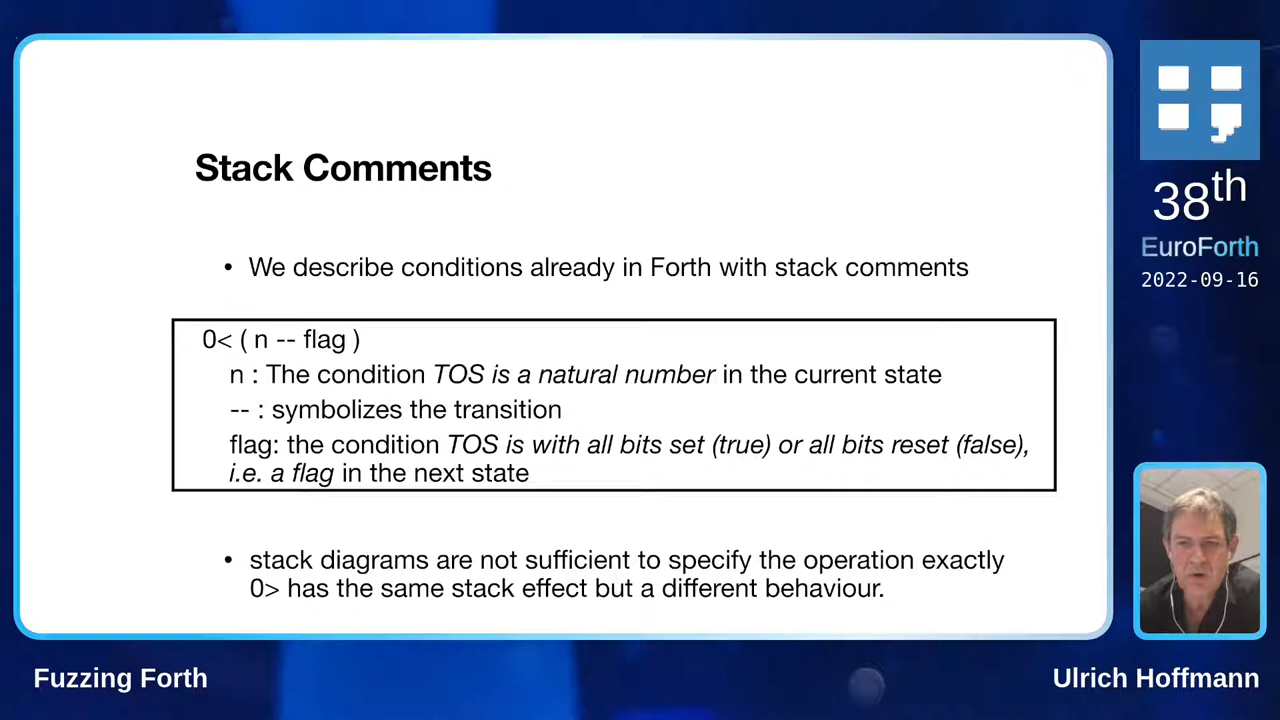 Stack Comments
• We describe conditions already in Forth with stack comments
0< ( n -- flag )
n : The condition TOS is a natural number in the current state
-- : symbolizes the transition
flag: the condition TOS is with all bits set (true) or all bits reset (false),
i.e. a flag in the next state
• stack diagrams are not sufficient to specify the operation exactly
0> has the same stack effect but a different behaviour.
38th
EuroForth
2022-09-16
Fuzzing Forth
Ulrich Hoffmann